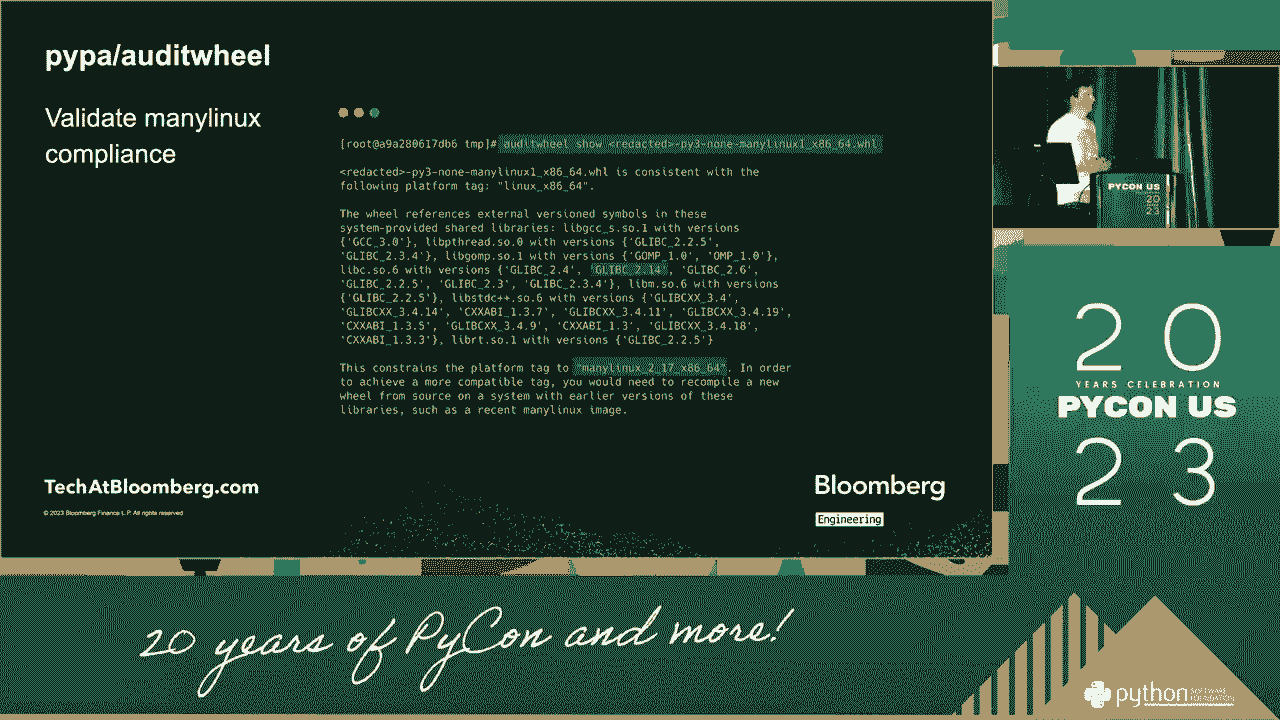 pypa/auditwheel
Validate manylinux
compliance
[root@a9a280617db6 tmp]# auditwheel show <redacted>-py3-none-manylinux1_x86_64.whl
<redacted>-py3-none-manylinux1_x86_64.whl is consistent with the
following platform tag: "linux_x86_64".
The wheel references external versioned symbols in these
system-provided shared libraries: libgcc_s.so.1 with versions
{'GCC_3.0'}, libpthread.so.0 with versions {'GLIBC_2.2.5',
'GLIBC_2.3.4'}, libgomp.so.1 with versions {'GOMP_1.0', 'OMP_1.0'},
libc.so.6 with versions {'GLIBC_2.4', 'GLIBC_2.14', 'GLIBC_2.6',
'GLIBC_2.2.5', 'GLIBC_2.3', 'GLIBC_2.3.4'}, libm.so.6 with versions
{'GLIBC_2.2.5'}, libstdc++.so.6 with versions {'GLIBCXX_3.4',
'GLIBCXX_3.4.14', 'CXXABI_1.3.7', 'GLIBCXX_3.4.11', 'GLIBCXX_3.4.19',
'CXXABI_1.3.5', 'GLIBCXX_3.4.9', 'CXXABI_1.3', 'GLIBCXX_3.4.18',
'CXXABI_1.3.3'}, librt.so.1 with versions {'GLIBC_2.2.5'}
This constrains the platform tag to "manylinux_2_17_x86_64". In order
to achieve a more compatible tag, you would need to recompile a new
wheel from source on a system with earlier versions of these
libraries, such as a recent manylinux image.
TechAtBloomberg.com
© 2023 Bloomberg Finance L.P. All rights reserved
Bloomberg
Engineering
PYCON US
20
23
20
YEARS CELEBRATION
PYCON US
23
20 years of PyCon and more!
python SOFTWARE
FOUNDATION